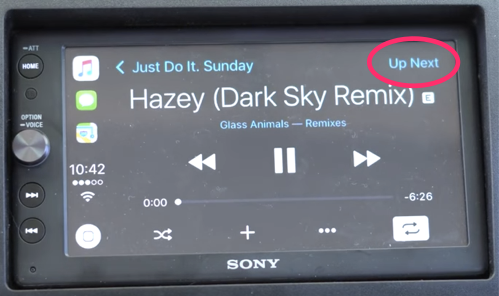 –ATT
HOME
OPTION
–VOICE
Just Do It. Sunday
Up Next
Hazey (Dark Sky Remix) E
Glass Animals — Remixes
10:42
0:00
-6:26
SONY